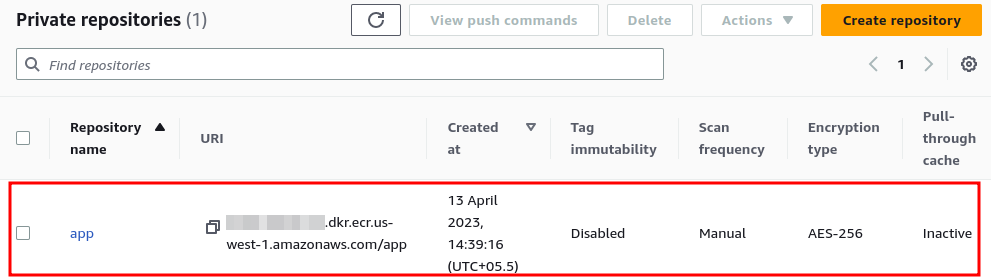 Private repositories (1)
View push commands
Delete
Actions
Create repository
Find repositories
1
Repository name
URI
Created at
Tag immutability
Scan frequency
Encryption type
Pull-through cache
app
.dkr.ecr.us-
west-1.amazonaws.com/app
13 April
2023,
14:39:16
(UTC+05.5)
Disabled
Manual
AES-256
Inactive